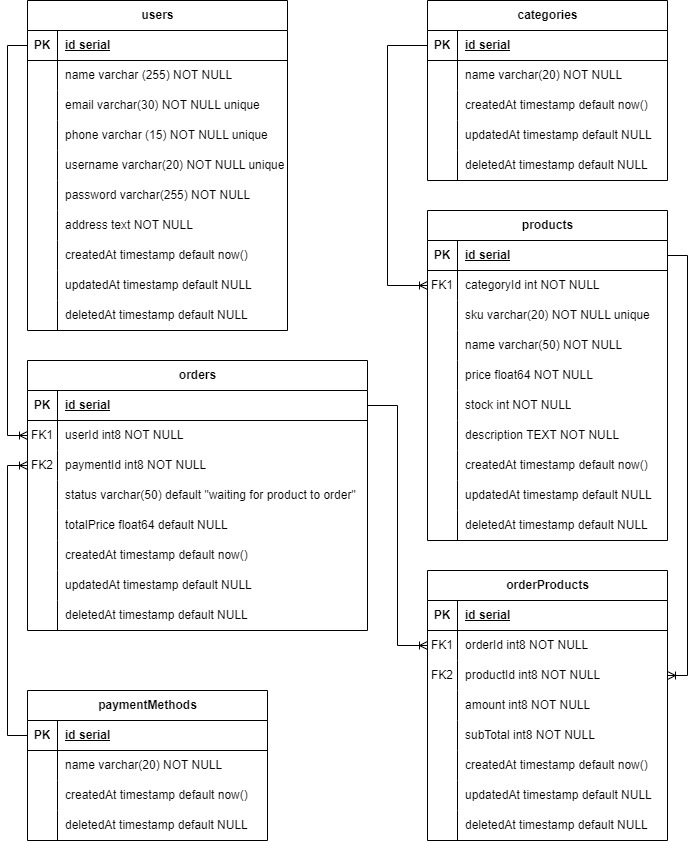 users
PK id serial
name varchar (255) NOT NULL
email varchar(30) NOT NULL unique
phone varchar (15) NOT NULL unique
username varchar(20) NOT NULL unique
password varchar(255) NOT NULL
address text NOT NULL
createdAt timestamp default now()
updatedAt timestamp default NULL
deletedAt timestamp default NULL
orders
PK id serial
FK1 userId int8 NOT NULL
FK2 paymentId int8 NOT NULL
status varchar(50) default "waiting for product to order"
totalPrice float64 default NULL
createdAt timestamp default now()
updatedAt timestamp default NULL
deletedAt timestamp default NULL
paymentMethods
PK id serial
name varchar(20) NOT NULL
createdAt timestamp default now()
deletedAt timestamp default NULL
categories
PK id serial
name varchar(20) NOT NULL
createdAt timestamp default now()
updatedAt timestamp default NULL
deletedAt timestamp default NULL
products
PK id serial
FK1 categoryId int NOT NULL
sku varchar(20) NOT NULL unique
name varchar(50) NOT NULL
price float64 NOT NULL
stock int NOT NULL
description TEXT NOT NULL
createdAt timestamp default now()
updatedAt timestamp default NULL
deletedAt timestamp default NULL
orderProducts
PK id serial
FK1 orderId int8 NOT NULL
FK2 productId int8 NOT NULL
amount int8 NOT NULL
subTotal int8 NOT NULL
createdAt timestamp default now()
updatedAt timestamp default NULL
deletedAt timestamp default NULL